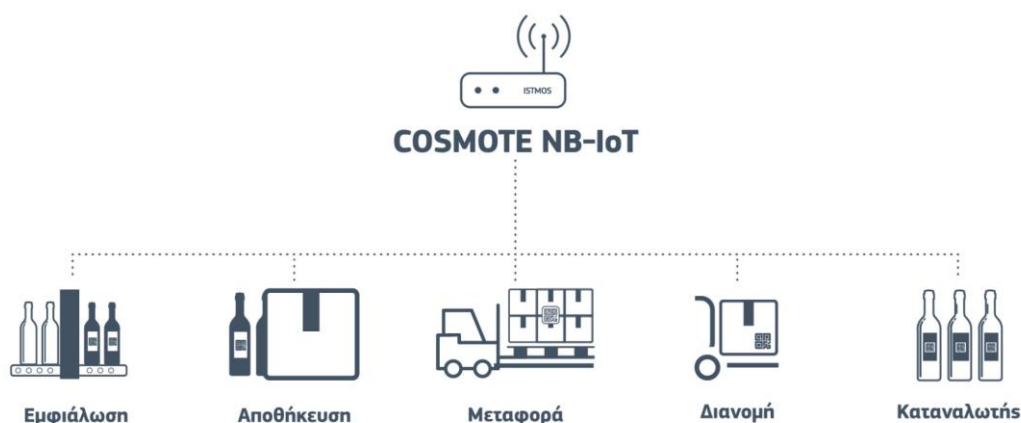 ISTMOS
COSMOTE NB-IoT
Εμφιάλωση
Αποθήκευση
Μεταφορά
Διανομή
Καταναλωτής